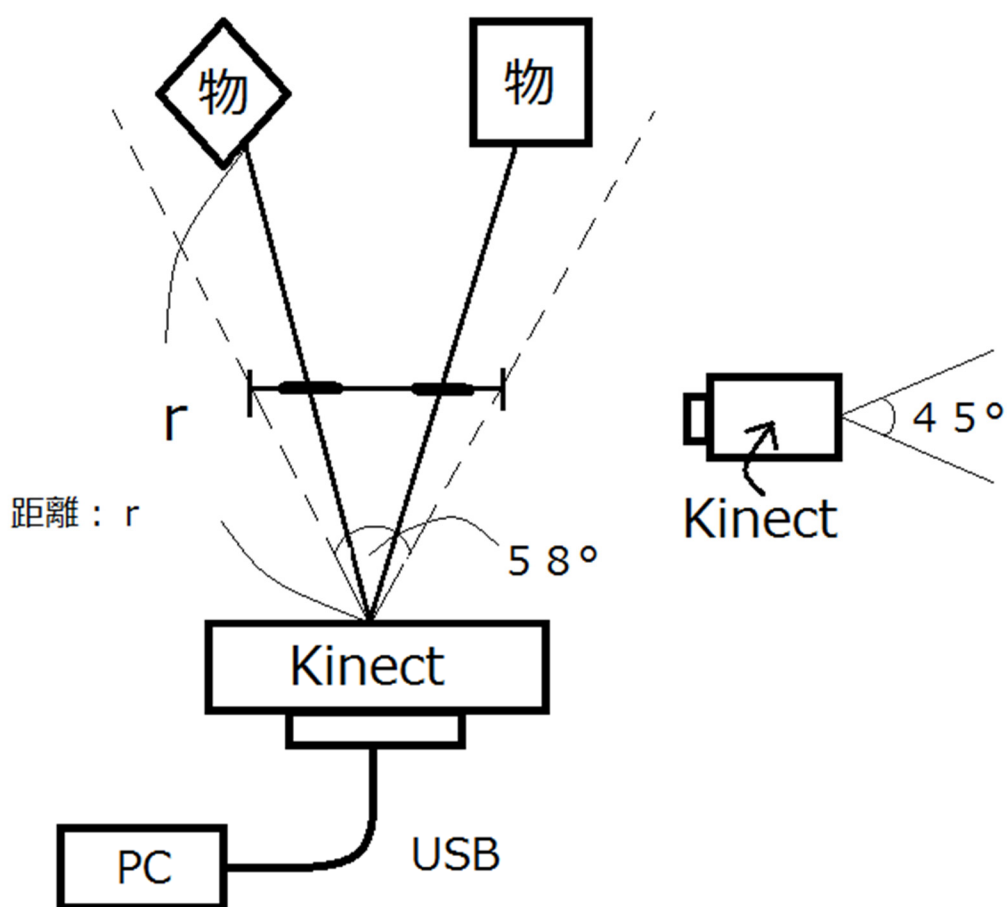 物
物
r
４５°
Kinect
距離： r
５８°
Kinect
PC
USB